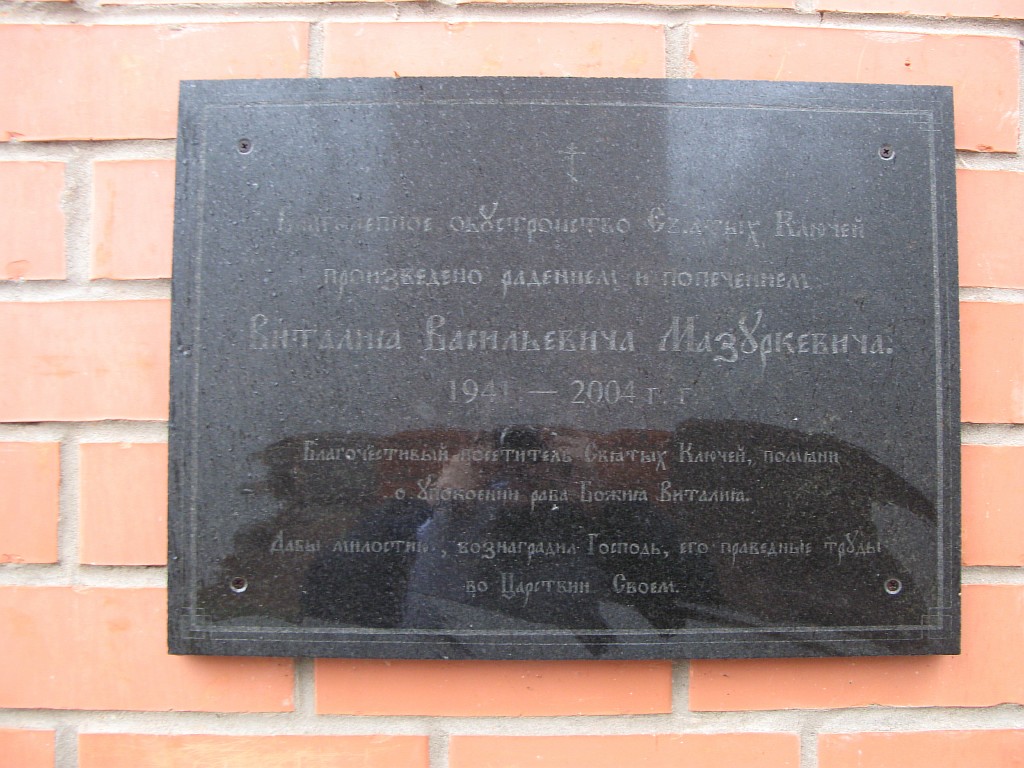 Благолепное обустройство Святых Ключей
произведено радением и попечением
Виталия Васильевича Мазуркевича.
1941 — 2004 г. г.
Благочестивый посетитель Святых Ключей, помяни
о упокоении раба Божия Виталия.
Дабы милостию, вознаградил Господь, его праведные труды
во Царствии Своем.